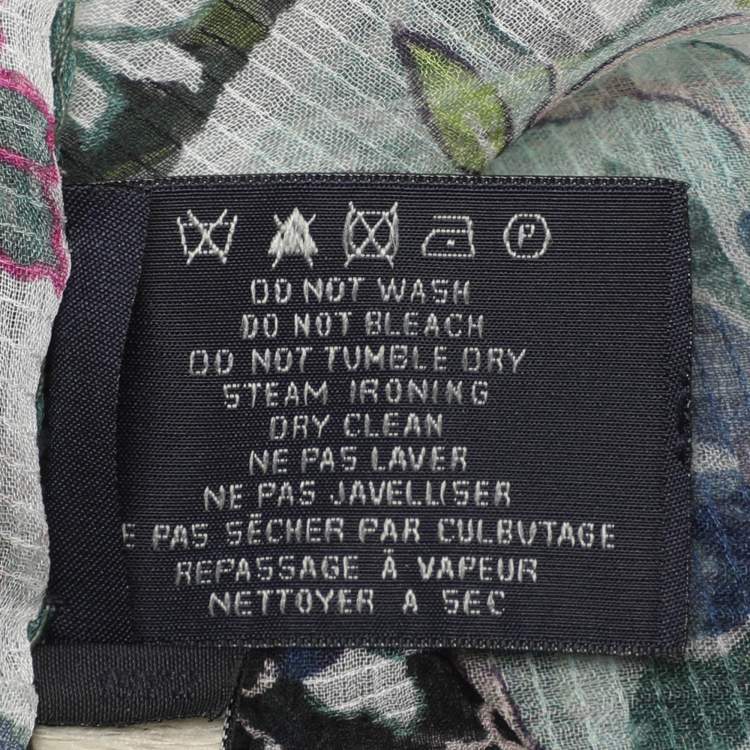 P
DO NOT WASH
DO NOT BLEACH
DO NOT TUMBLE DRY
STEAM IRONING
DRY CLEAN
NE PAS LAVER
NE PAS JAVELLISER
E PAS SËCHER PAR CULBUTAGE
REPASSAGE Ä VAPEUR
NETTOYER A SEC